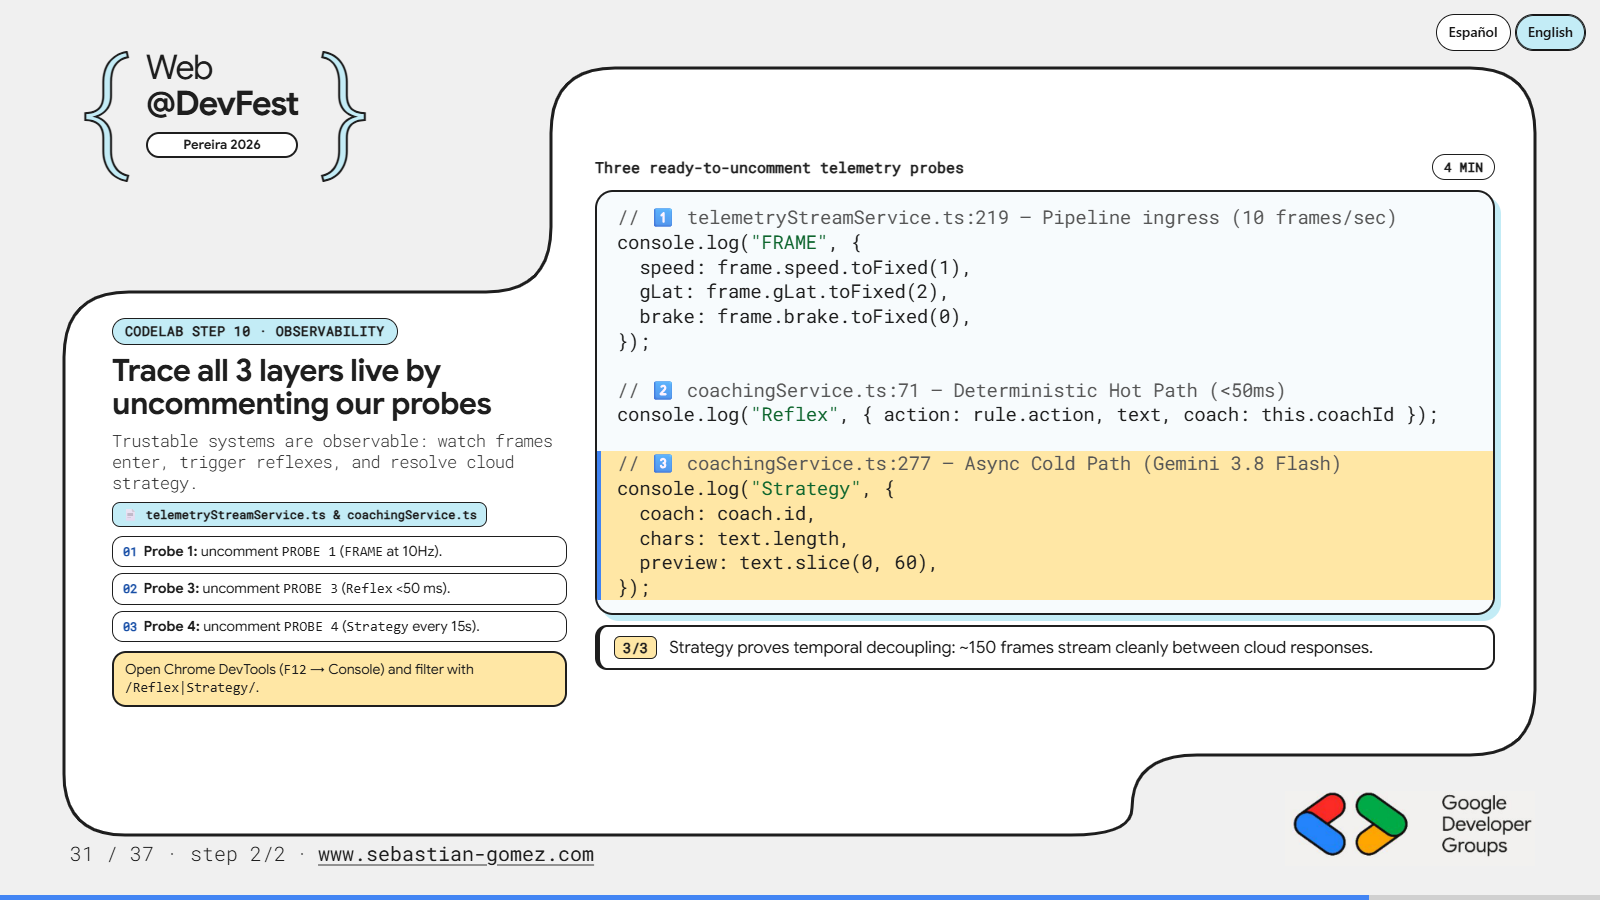 Español
English
Web
@DevFest
Pereira 2026
CODELAB STEP 10 · OBSERVABILITY
Trace all 3 layers live by
uncommenting our probes
Trustable systems are observable: watch frames
enter, trigger reflexes, and resolve cloud
strategy.
telemetryStreamService.ts & coachingService.ts
01 Probe 1: uncomment PROBE 1 (FRAME at 10Hz).
02 Probe 3: uncomment PROBE 3 (Reflex <50 ms).
03 Probe 4: uncomment PROBE 4 (Strategy every 15s).
Open Chrome DevTools (F12 → Console) and filter with
/Reflex|Strategy/.
Three ready-to-uncomment telemetry probes
4 MIN
// 1️⃣ telemetryStreamService.ts:219 — Pipeline ingress (10 frames/sec)
console.log("FRAME", {
  speed: frame.speed.toFixed(1),
  gLat: frame.gLat.toFixed(2),
  brake: frame.brake.toFixed(0),
});
// 2️⃣ coachingService.ts:71 — Deterministic Hot Path (<50ms)
console.log("Reflex", { action: rule.action, text, coach: this.coachId });
// 3️⃣ coachingService.ts:277 — Async Cold Path (Gemini 3.8 Flash)
console.log("Strategy", {
  coach: coach.id,
  chars: text.length,
  preview: text.slice(0, 60),
});
3/3 Strategy proves temporal decoupling: ~150 frames stream cleanly between cloud responses.
31 / 37 · step 2/2 · www.sebastian-gomez.com
Google
Developer
Groups